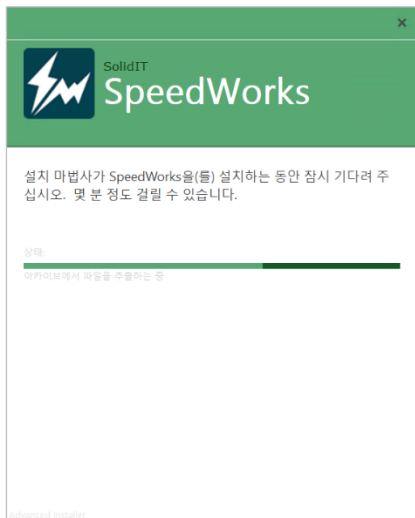 SolidIT
SpeedWorks
설치 마법사가 SpeedWorks을(를) 설치하는 동안 잠시 기다려 주
십시오. 몇 분 정도 걸릴 수 있습니다.
상태:
아카이브에서 파일을 추출하는 중
Advanced Installer